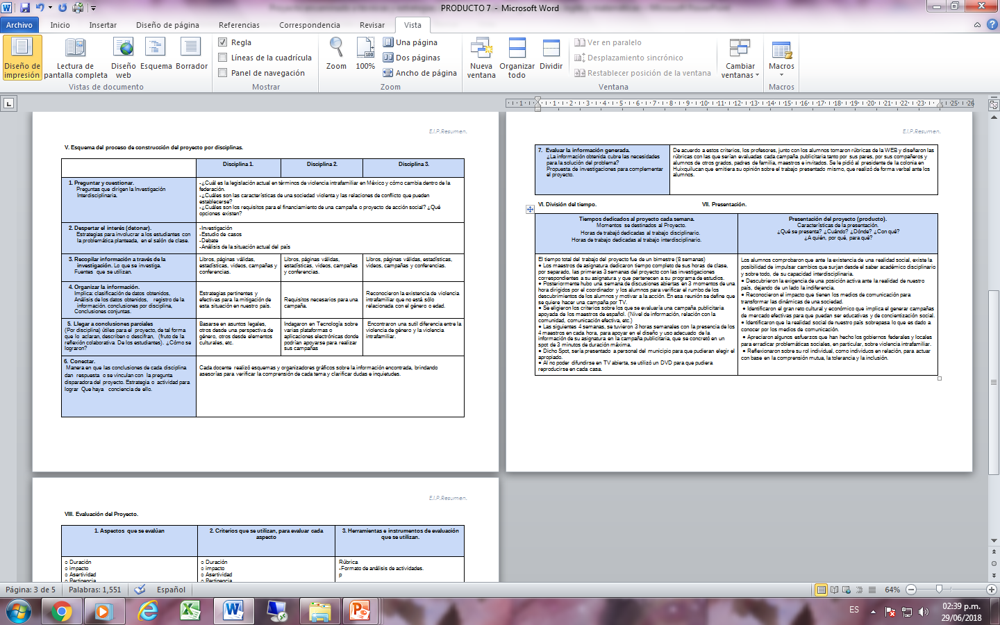 PRODUCTO 7 - Microsoft Word
Archivo
Inicio
Insertar
Diseño de página
Referencias
Correspondencia
Revisar
Vista
Diseño de impresión
Lectura de pantalla completa
Diseño web
Esquema
Borrador
Vistas de documento
Regla
Líneas de la cuadrícula
Panel de navegación
Mostrar
Zoom
100%
Una página
Dos páginas
Ancho de página
Zoom
Nueva ventana
Organizar todo
Dividir
Ver en paralelo
Desplazamiento sincrónico
Restablecer posición de la ventana
Cambiar ventanas
Ventana
Macros
Macros
E.I.P.Resumen.
V. Esquema del proceso de construcción del proyecto por disciplinas.
Disciplina 1.
Disciplina 2.
Disciplina 3.
1. Preguntar y cuestionar.
Preguntas que dirigen la Investigación
Interdisciplinaria.
-¿Cuál es la legislación actual en términos de violencia intrafamiliar en México y cómo cambia dentro de la
federación.
-¿Cuáles son las características de una sociedad violenta y las relaciones de conflicto que pueden
establecerse?
-¿Cuáles son los requisitos para el financiamiento de una campaña o proyecto de acción social? ¿Qué
opciones existen?
2. Despertar el interés (detonar).
Estrategias para involucrar a los estudiantes con
la problemática planteada, en el salón de clase.
-Investigación
-Estudio de casos
-Debate
-Análisis de la situación actual del país
3. Recopilar información a través de la
investigación. Lo que se investiga.
Fuentes que se utilizan.
Libros, páginas válidas,
estadísticas, videos, campañas y
conferencias.
Libros, páginas válidas,
estadísticas, videos, campañas
y conferencias.
Libros, páginas válidas, estadísticas,
videos, campañas y conferencias.
4. Organizar la información.
Implica: clasificación de datos obtenidos,
Análisis de los datos obtenidos, registro de la
información. conclusiones por disciplina,
Conclusiones conjuntas.
Estrategias pertinentes y
efectivas para la mitigación de
esta situación en nuestro país.
Requisitos necesarios para una
campaña.
Reconocieron la existencia de violencia
intrafamiliar que no está sólo
relacionada con el género o edad.
5. Llegar a conclusiones parciales
(Por disciplina) útiles para el proyecto, de tal forma
que lo aclaran, describen o descifran, (fruto de la
reflexión colaborativa De los estudiantes). ¿Cómo se
lograron?
Basarse en asuntos legales,
otros desde una perspectiva de
género, otros desde elementos
culturales, etc.
Indagaron en Tecnología sobre
varias plataformas o
aplicaciones electrónicas donde
podrían apoyarse para realizar
sus campañas
Encontraron una sutil diferencia entre la
violencia de género y la violencia
intrafamiliar.
6. Conectar.
Manera en que las conclusiones de cada disciplina
dan respuesta o se vinculan con la pregunta
disparadora del proyecto. Estrategia o actividad para
lograr Que haya conciencia de ello.
Cada docente realizó esquemas y organizadores gráficos sobre la información encontrada, brindando
asesorías para verificar la comprensión de cada tema y clarificar dudas e inquietudes.
E.I.P.Resumen.
7. Evaluar la información generada.
¿La información obtenida cubre las necesidades
para la solución del problema?
Propuesta de investigaciones para complementar
el proyecto.
De acuerdo a estos criterios, los profesores, junto con los alumnos tomaron rúbricas de la WEB y diseñaron las
rúbricas con las que serían evaluadas cada campaña publicitaria tanto por sus pares, por sus compañeros y
alumnos de otros grados, padres de familia, maestros e invitados. Se le pidió al presidente de la colonia en
Huixquilucan que emitiera su opinión sobre el trabajo presentado mismo, que realizó de forma verbal ante los
alumnos.
VI. División del tiempo.
VII. Presentación.
Tiempos dedicados al proyecto cada semana.
Momentos se destinados al Proyecto.
Horas de trabajó dedicadas al trabajo disciplinario.
Horas de trabajo dedicadas al trabajo interdisciplinario.
Presentación del proyecto (producto).
Características de la presentación.
¿Qué se presenta? ¿Cuándo? ¿Dónde? ¿Con qué?
¿A quién, por qué, para qué?
El tiempo total del trabajo del proyecto fue de un bimestre (8 semanas)
● Los maestros de asignatura dedicaron tiempo completo de sus horas de clase,
por separado, las primeras 3 semanas del proyecto con las investigaciones
correspondientes a su asignatura y que pertenecen a su programa de estudios.
● Posteriormente hubo una semana de discusiones abiertas en 3 momentos de una
hora dirigidos por el coordinador y los alumnos para verificar el rumbo de los
descubrimientos de los alumnos y motivar a la acción. En esa reunión se define que
se quiere hacer una campaña por TV.
● Se eligieron los criterios sobre los que se evaluaría una campaña publicitaria
apoyada de los maestros de español. (Nivel de información, relación con la
comunidad, comunicación efectiva, etc.)
● Las siguientes 4 semanas, se tuvieron 3 horas semanales con la presencia de los
4 maestros en cada hora, para apoyar en el diseño y uso adecuado de la
información de su asignatura en la campaña publicitaria, que se concretó en un
spot de 3 minutos de duración máxima.
● Dicho Spot, sería presentado a personal del municipio para que pudieran elegir el
apropiado.
● Al no poder difundirse en TV abierta, se utilizó un DVD para que pudiera
reproducirse en cada casa.
Los alumnos comprobaron que ante la existencia de una realidad social, existe la
posibilidad de impulsar cambios que surjan desde el saber académico disciplinario
y sobre todo, de su capacidad interdisciplinaria.
● Descubrieron la exigencia de una posición activa ante la realidad de nuestro
país, dejando de un lado la indiferencia.
● Reconocieron el impacto que tienen los medios de comunicación para
transformar las dinámicas de una sociedad.
● Identificaron el gran reto cultural y económico que implica el generar campañas
de mercado efectivas para que puedan ser educativas y de concientización social.
● Identificaron que la realidad social de nuestro país sobrepasa lo que es dado a
conocer por los medios de comunicación.
● Apreciaron algunos esfuerzos que han hecho los gobiernos federales y locales
para erradicar problemáticas sociales, en particular, sobre violencia intrafamiliar.
● Reflexionaron sobre su rol individual, como individuos en relación, para actuar
con base en la comprensión mutua, la tolerancia y la inclusión.
E.I.P.Resumen.
VIII. Evaluación del Proyecto.
1. Aspectos que se evalúan
2. Criterios que se utilizan, para evaluar cada
aspecto
3. Herramientas e instrumentos de evaluación
que se utilizan.
o Duración
o impacto
o Asertividad
o Pertinencia
o Duración
o impacto
o Asertividad
o Pertinencia
Rúbrica
-Formato de análisis de actividades.
p
Página: 3 de 5
Palabras: 1,551
Español
64%
ES
02:39 p.m.
29/06/2018